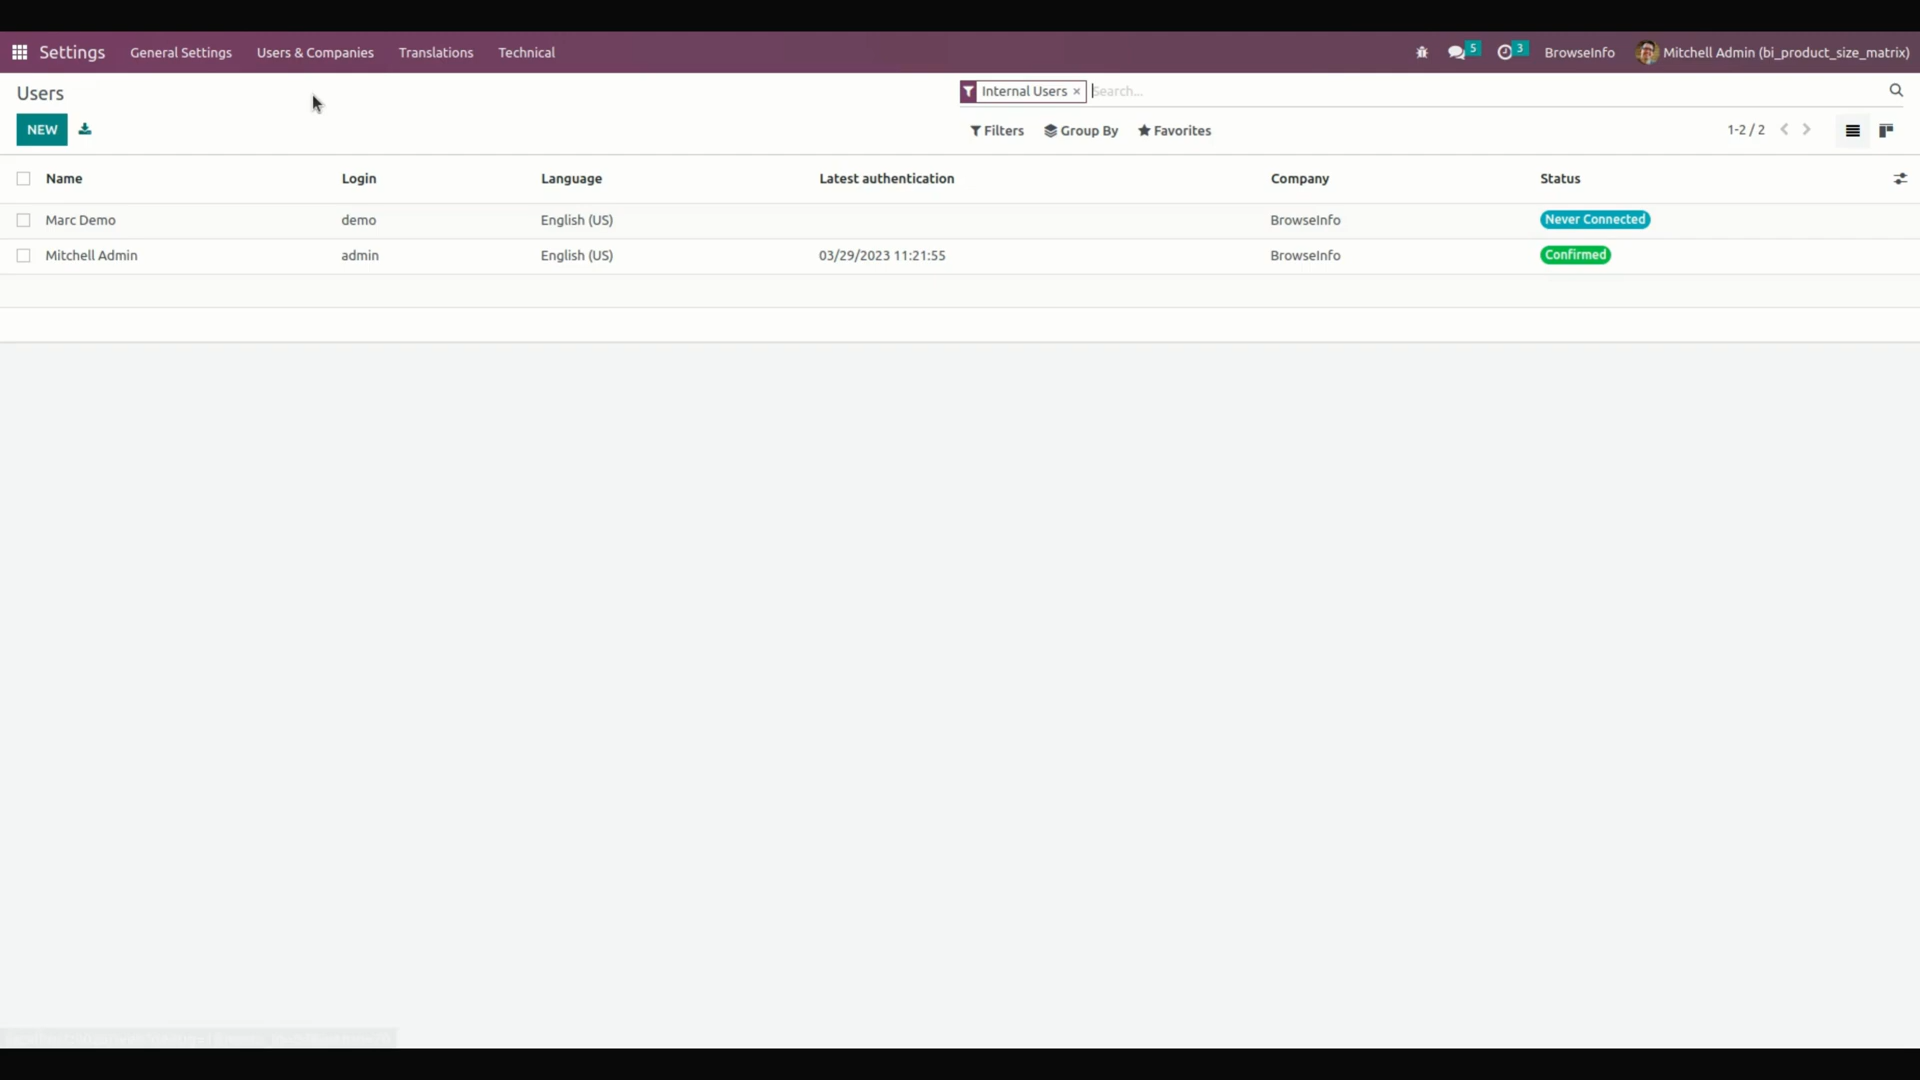 Settings General Settings Users & Companies Translations Technical 5 3 BrowseInfo Mitchell Admin (bi_product_size_matrix)
Users Internal Users × Search...
NEW Filters Group By Favorites 1-2 / 2
Name Login Language Latest authentication Company Status
Marc Demo demo English (US) BrowseInfo Never Connected
Mitchell Admin admin English (US) 03/29/2023 11:21:55 BrowseInfo Confirmed